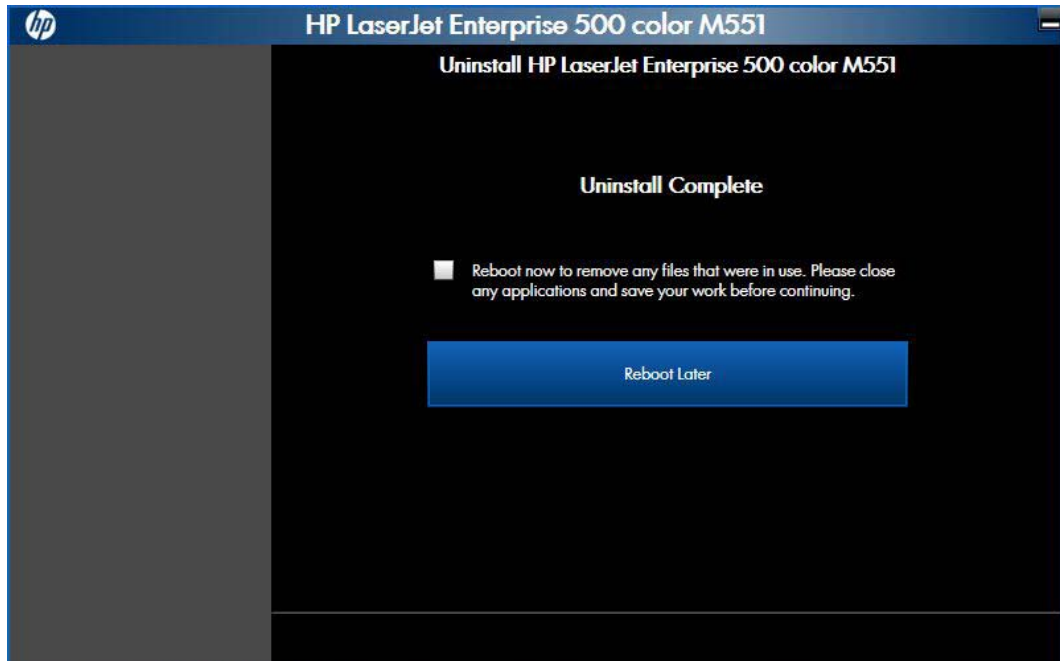 hp
HP LaserJet Enterprise 500 color M551
Uninstall HP LaserJet Enterprise 500 color M551
Uninstall Complete
Reboot now to remove any files that were in use. Please close
any applications and save your work before continuing.
Reboot Later